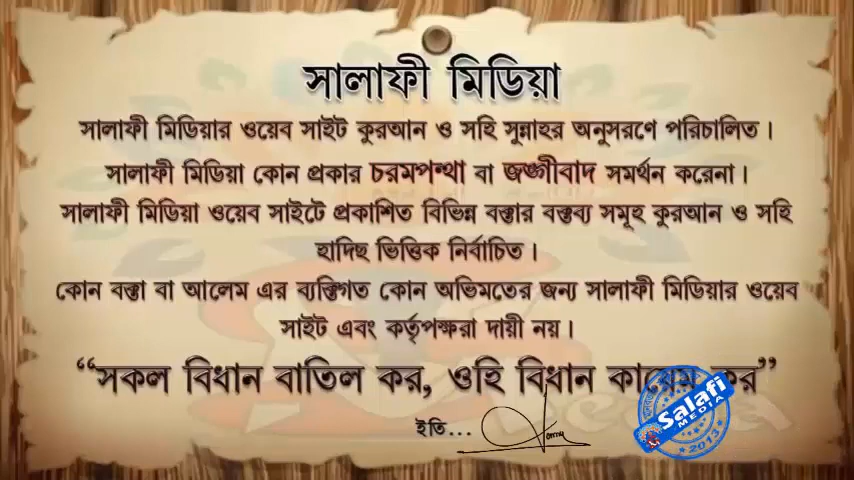 সালাফী মিডিয়া
সালাফী মিডিয়ার ওয়েব সাইট কুরআন ও সহি সুন্নাহর অনুসরণে পরিচালিত।
সালাফী মিডিয়া কোন প্রকার চরমপন্থা বা জঙ্গীবাদ সমর্থন করেনা।
সালাফী মিডিয়া ওয়েব সাইটে প্রকাশিত বিভিন্ন বক্তার বক্তব্য সমূহ কুরআন ও সহি
হাদিছ ভিত্তিক নির্বাচিত।
কোন বক্তা বা আলেম এর ব্যক্তিগত কোন অভিমতের জন্য সালাফী মিডিয়ার ওয়েব
সাইট এবং কর্তৃপক্ষরা দায়ী নয়।
“সকল বিধান বাতিল কর, ওহি বিধান কায়েম কর”
ইতি...
Salafi
MEDIA
2013